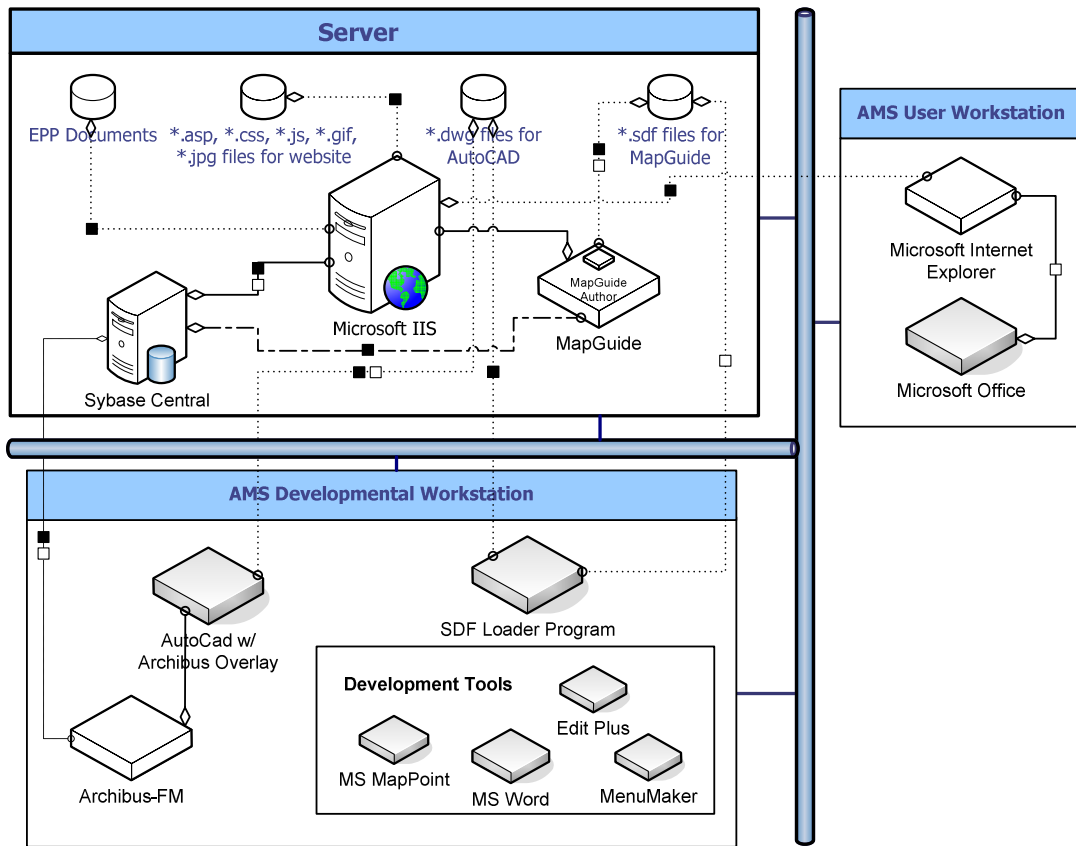 Server
EPP Documents
*.asp, *.css, *.js, *.gif,
*.jpg files for website
*.dwg files for
AutoCAD
*.sdf files for
MapGuide
Microsoft IIS
MapGuide
Author
MapGuide
Sybase Central
AMS User Workstation
Microsoft Internet
Explorer
Microsoft Office
AMS Developmental Workstation
AutoCad w/
Archibus Overlay
SDF Loader Program
Archibus-FM
Development Tools
Edit Plus
MS MapPoint
MS Word
MenuMaker